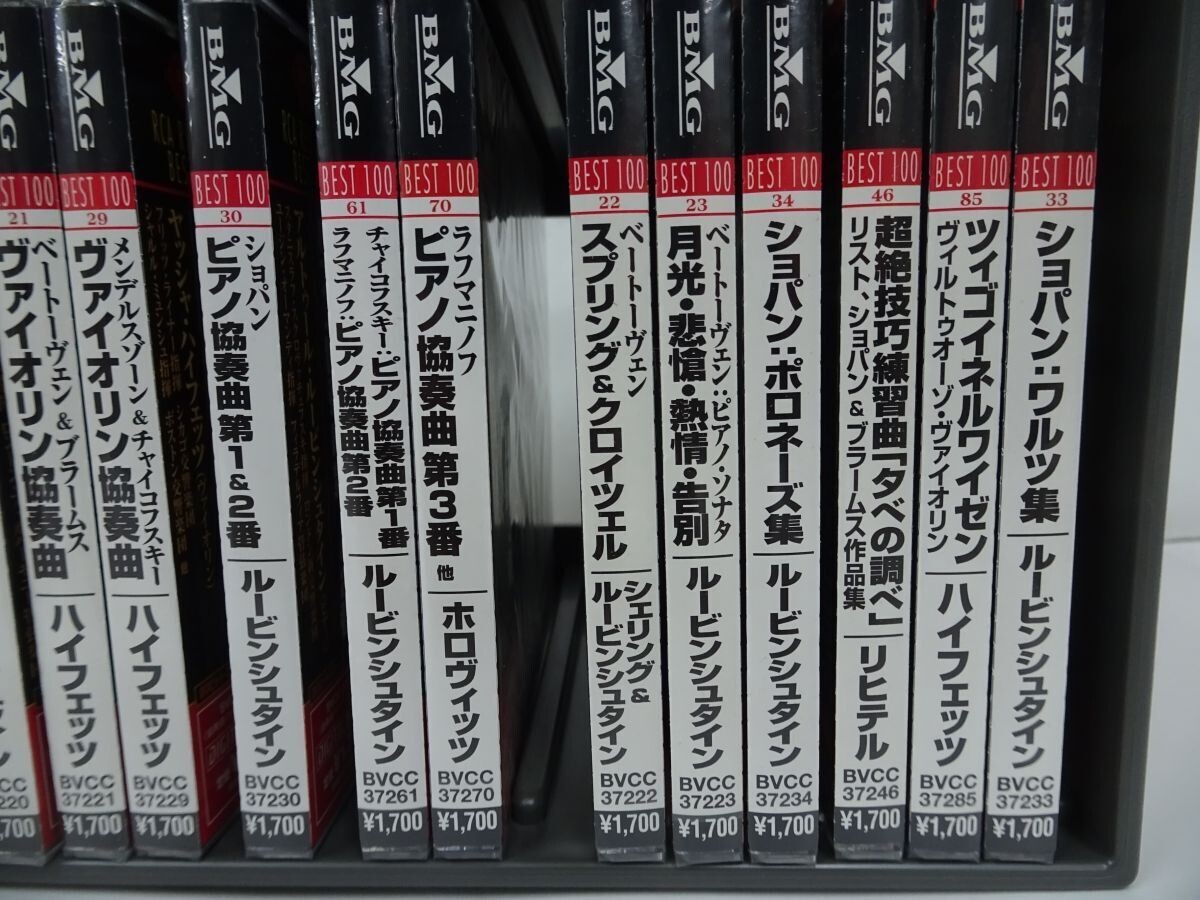 220
1,700
BMG
BEST 100
21
ベートーヴェン&ブラームス
ヴァイオリン協奏曲
ハイフェッツ
BVCC
37221
¥1,700
BMG
BEST 100
29
メンデルスゾーン&チャイコフスキー
ヴァイオリン協奏曲
ハイフェッツ
BVCC
37229
¥1,700
ヤッシャ・ハイフェッツ
BMG
BEST 100
30
ショパン
ピアノ協奏曲 第1&2番
ルービンシュタイン
BVCC
37230
¥1,700
BMG
BEST 100
61
チャイコフスキー:ピアノ協奏曲第1番
ラフマニノフ:ピアノ協奏曲第2番
ルービンシュタイン
BVCC
37261
¥1,700
BMG
BEST 100
70
ラフマニノフ
ピアノ協奏曲 第3番 他
ホロヴィッツ
BVCC
37270
¥1,700
BMG
BEST 100
22
ベートーヴェン
スプリング&クロイツェル
シェリング&
ルービンシュタイン
BVCC
37222
¥1,700
BMG
BEST 100
23
ベートーヴェン:ピアノ・ソナタ
月光・悲愴・熱情・告別
ルービンシュタイン
BVCC
37223
¥1,700
BMG
BEST 100
34
ショパン:ポロネーズ集
ルービンシュタイン
BVCC
37234
¥1,700
BMG
BEST 100
46
超絶技巧練習曲「夕べの調べ」
リスト、ショパン&ブラームス作品集
リヒテル
BVCC
37246
¥1,700
BMG
BEST 100
85
ツィゴイネルワイゼン
ヴィルトゥオーゾ・ヴァイオリン
ハイフェッツ
BVCC
37285
¥1,700
BMG
BEST 100
33
ショパン:ワルツ集
ルービンシュタイン
BVCC
37233
¥1,700